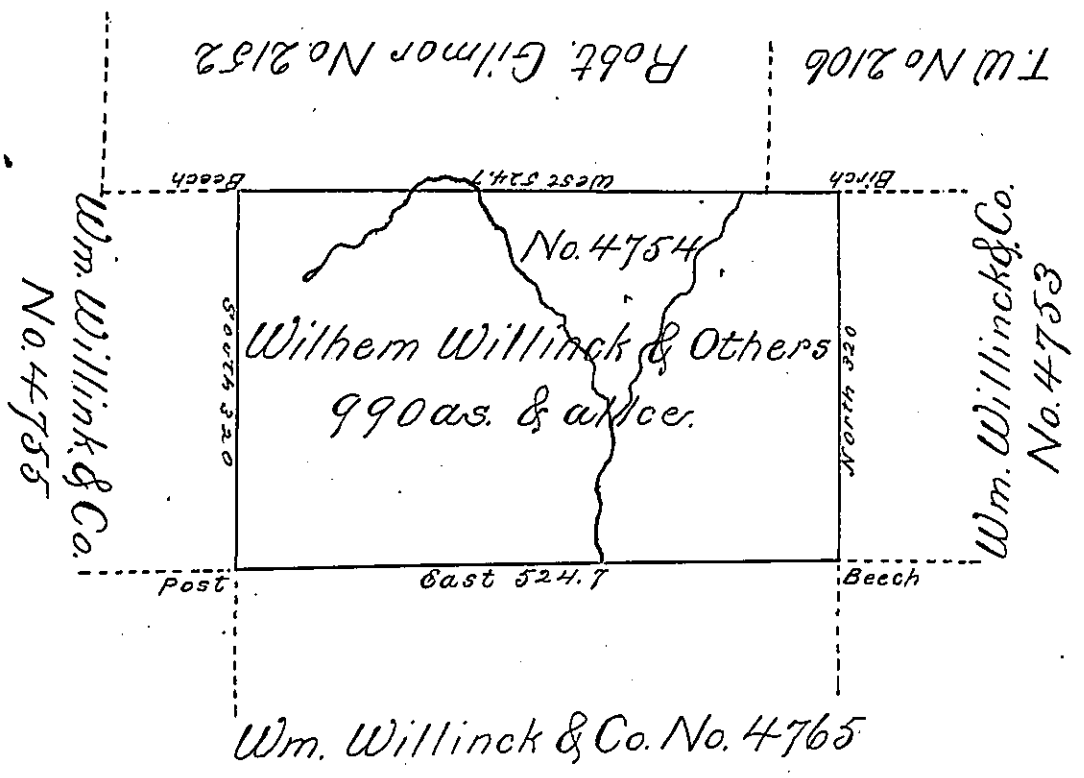 Robt. Gilmor No. 2152
T.W No 2106
Beech
West 524.7
Birch
Wm. Willink & Co.
No. 4755
South 320
No. 4754
Wilhem Willinck & Others
990 as. & allce.
North 320
Wm. Willinck & Co.
No. 4753
Post
East 524.7
Beech
Wm. Willinck & Co. No. 4765